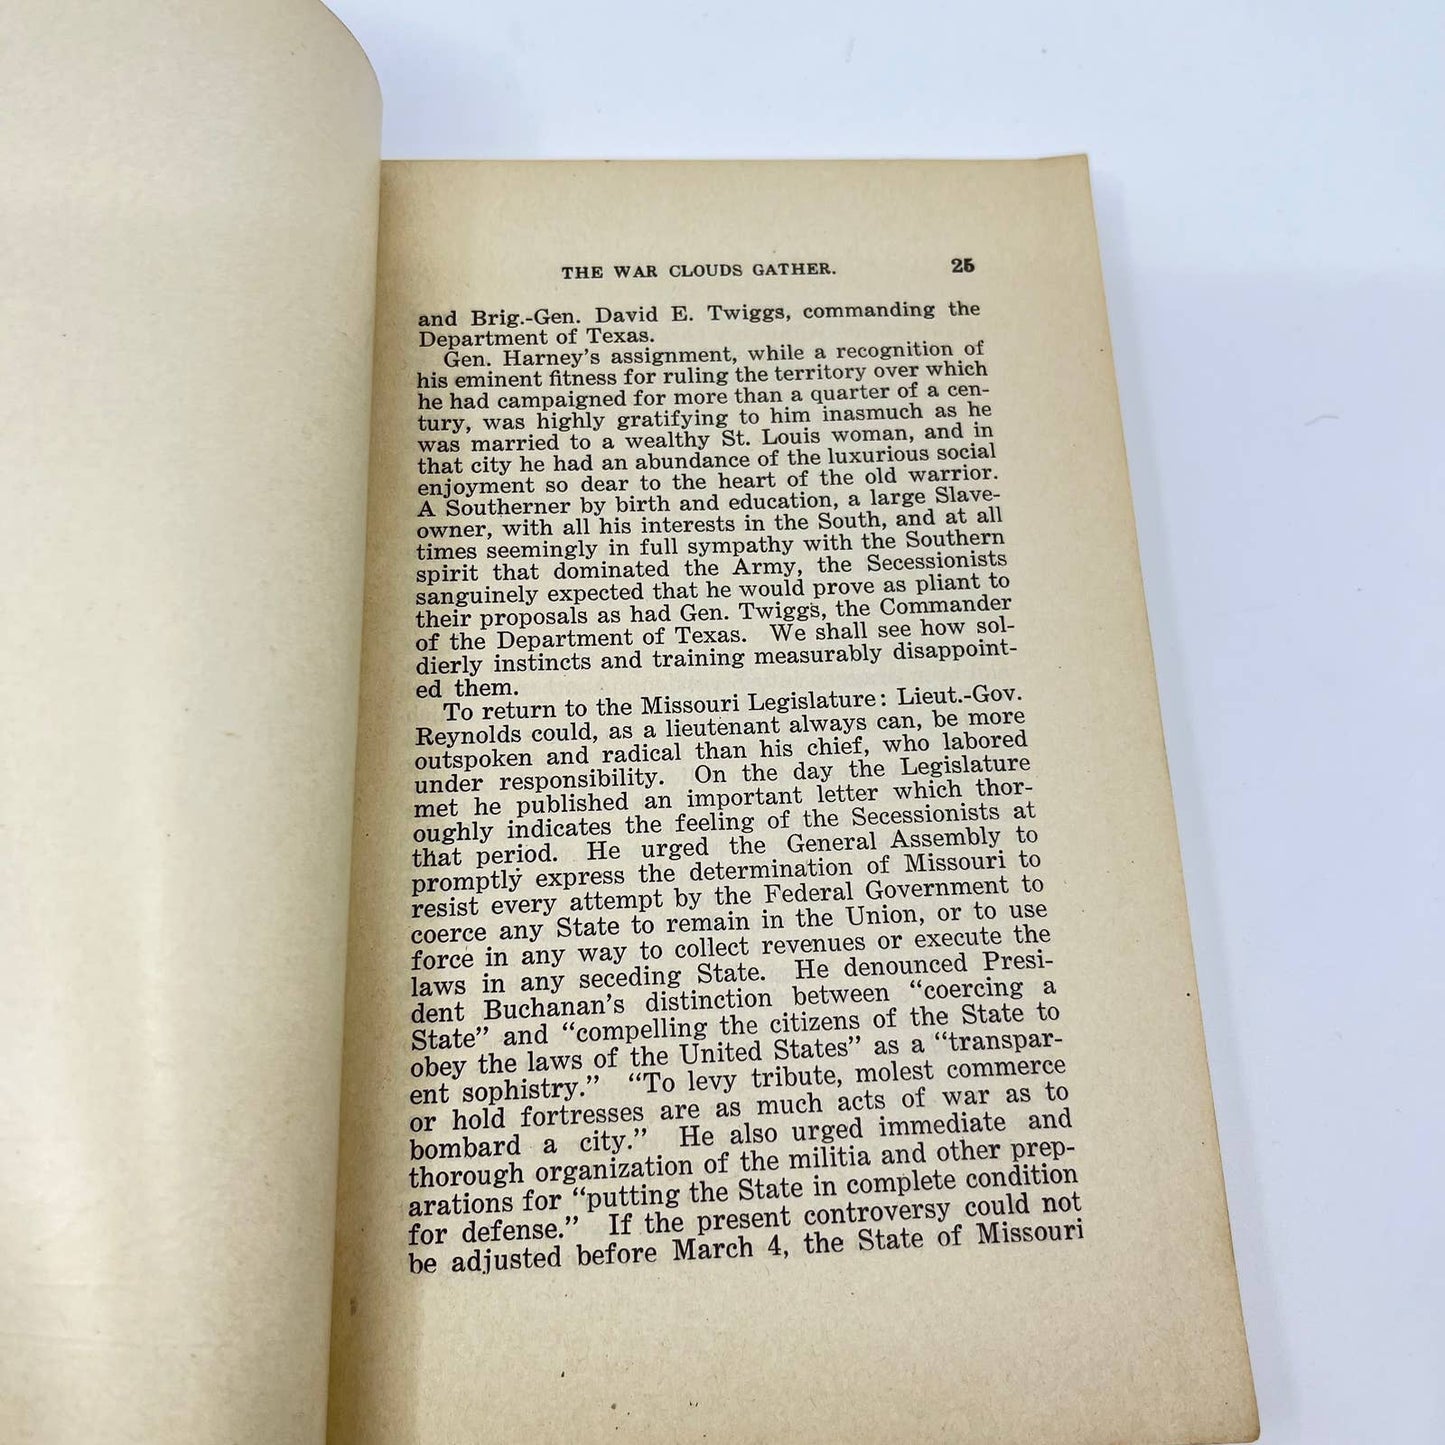 THE WAR CLOUDS GATHER. 25
and Brig.-Gen. David E. Twiggs, commanding the
Department of Texas.
Gen. Harney's assignment, while a recognition of
his eminent fitness for ruling the territory over which
he had campaigned for more than a quarter of a cen-
tury, was highly gratifying to him inasmuch as he
was married to a wealthy St. Louis woman, and in
that city he had an abundance of the luxurious social
enjoyment so dear to the heart of the old warrior.
A Southerner by birth and education, a large Slave-
owner, with all his interests in the South, and at all
times seemingly in full sympathy with the Southern
spirit that dominated the Army, the Secessionists
sanguinely expected that he would prove as pliant to
their proposals as had Gen. Twiggs, the Commander
of the Department of Texas. We shall see how sol-
dierly instincts and training measurably disappoint-
ed them.
To return to the Missouri Legislature: Lieut.-Gov.
Reynolds could, as a lieutenant always can, be more
outspoken and radical than his chief, who labored
under responsibility. On the day the Legislature
met he published an important letter which thor-
oughly indicates the feeling of the Secessionists at
that period. He urged the General Assembly to
promptly express the determination of Missouri to
resist every attempt by the Federal Government to
coerce any State to remain in the Union, or to use
force in any way to collect revenues or execute the
laws in any seceding State. He denounced Presi-
dent Buchanan's distinction between "coercing a
State" and "compelling the citizens of the State to
obey the laws of the United States" as a "transpar-
ent sophistry." "To levy tribute, molest commerce
or hold fortresses are as much acts of war as to
bombard a city." He also urged immediate and
thorough organization of the militia and other prep-
arations for "putting the State in complete condition
for defense." If the present controversy could not
be adjusted before March 4, the State of Missouri